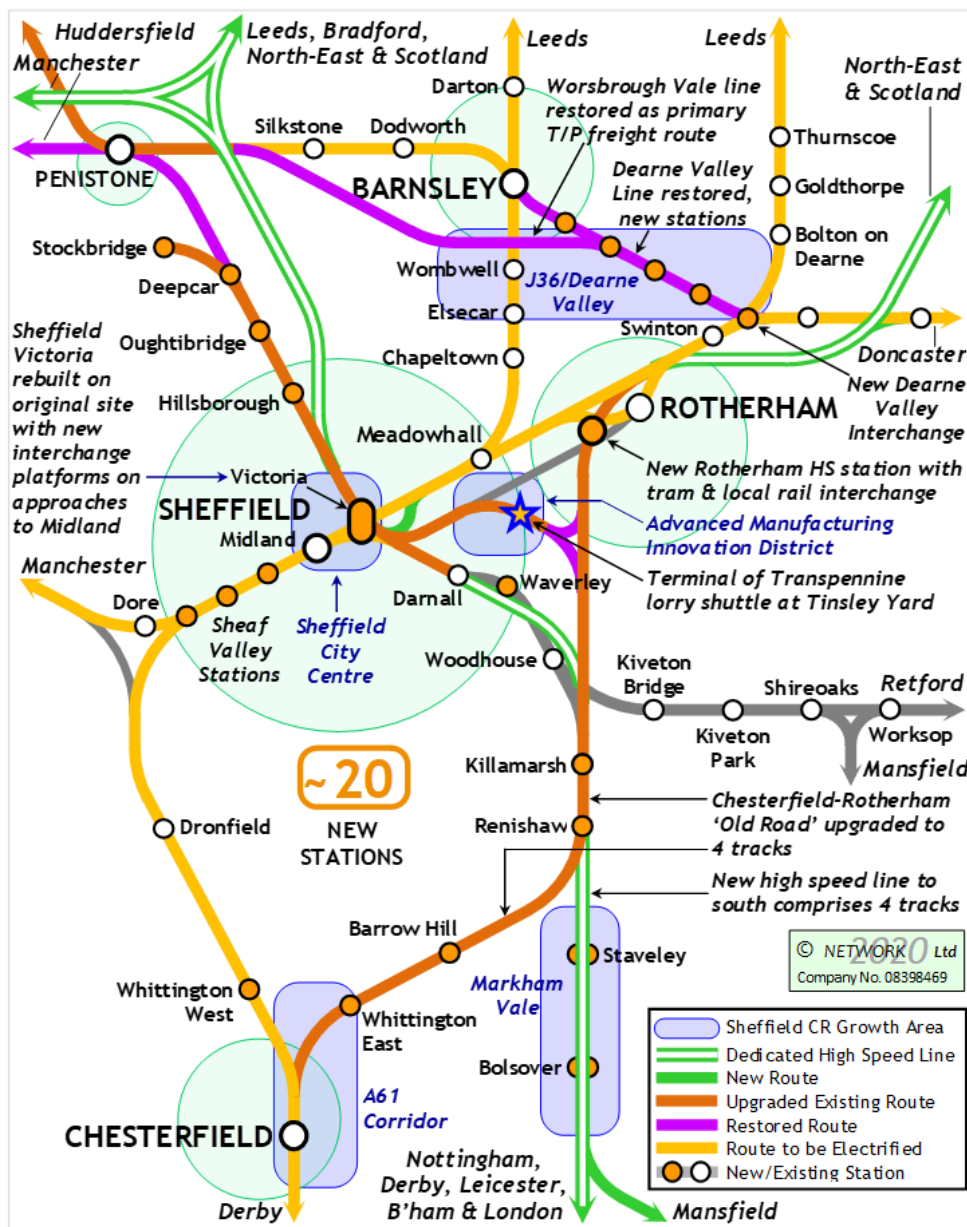 Huddersfield
Manchester
Leeds, Bradford,
North-East & Scotland
Leeds
Leeds
North-East
& Scotland
Darton
Worsbrough Vale line
restored as primary
T/P freight route
Silkstone
Dodworth
Thurnscoe
PENISTONE
BARNSLEY
Dearne Valley
Line restored,
new stations
Goldthorpe
Stockbridge
Bolton on
Dearne
Deepcar
Wombwell
J36/Dearne
Valley
Elsecar
Swinton
Sheffield
Victoria
rebuilt on
original site
with new
interchange
platforms on
approaches
to Midland
Oughtibridge
Chapeltown
Doncaster
New Dearne
Valley
Interchange
Hillsborough
Meadowhall
ROTHERHAM
Victoria
SHEFFIELD
New Rotherham HS station with
tram & local rail interchange
Midland
Advanced Manufacturing
Innovation District
Manchester
Dore
Darnall
Waverley
Terminal of Transpennine
lorry shuttle at Tinsley Yard
Sheaf
Valley
Stations
Sheffield
City
Centre
Woodhouse
Kiveton
Bridge
Shireoaks
Retford
Kiveton
Park
Worksop
Mansfield
Killamarsh
~20
NEW
STATIONS
Chesterfield-Rotherham
'Old Road' upgraded to
4 tracks
Dronfield
Renishaw
New high speed line to
south comprises 4 tracks
Barrow Hill
Staveley
© NETWORK 2020 Ltd
Company No. 08398469
Whittington
West
Markham
Vale
Whittington
East
Bolsover
A61
Corridor
CHESTERFIELD
Sheffield CR Growth Area
Dedicated High Speed Line
New Route
Upgraded Existing Route
Restored Route
Route to be Electrified
New/Existing Station
Derby
Nottingham,
Derby, Leicester,
B'ham & London
Mansfield